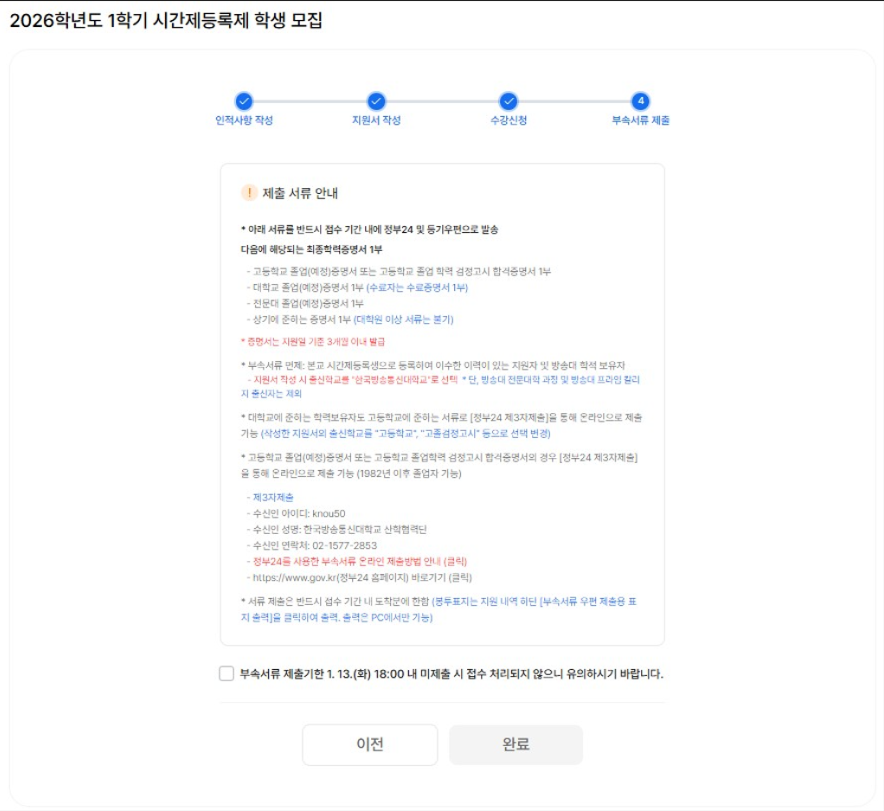 2026학년도 1학기 시간제등록제 학생 모집
4
인적사항 작성
지원서 작성
수강신청
부속서류 제출
! 제출 서류 안내
* 아래 서류를 반드시 접수 기간 내에 정부24 및 등기우편으로 발송
다음에 해당되는 최종학력증명서 1부
- 고등학교 졸업(예정)증명서 또는 고등학교 졸업 학력 검정고시 합격증명서 1부
- 대학교 졸업(예정)증명서 1부 (수료자는 수료증명서 1부)
- 전문대 졸업(예정)증명서 1부
- 상기에 준하는 증명서 1부 (대학원 이상 서류는 불가)
* 증명서는 지원일 기준 3개월 이내 발급
* 부속서류 면제: 본교 시간제등록생으로 등록하여 이수한 이력이 있는 지원자 및 방송대 학적 보유자
- 지원서 작성 시 출신학교를 "한국방송통신대학교"로 선택 * 단, 방송대 전문대학 과정 및 방송대 프라임 칼리
지 출신자는 제외
* 대학교에 준하는 학력보유자도 고등학교에 준하는 서류로 [정부24 제3자제출]을 통해 온라인으로 제출
가능 (작성한 지원서의 출신학교를 "고등학교", "고졸검정고시" 등으로 선택 변경)
* 고등학교 졸업(예정)증명서 또는 고등학교 졸업학력 검정고시 합격증명서의 경우 [정부24 제3자제출]
을 통해 온라인으로 제출 가능 (1982년 이후 졸업자 가능)
- 제3자제출
- 수신인 아이디: knou50
- 수신인 성명: 한국방송통신대학교 산학협력단
- 수신인 연락처: 02-1577-2853
- 정부24를 사용한 부속서류 온라인 제출방법 안내 (클릭)
- https://www.gov.kr(정부24 홈페이지) 바로가기 (클릭)
* 서류 제출은 반드시 접수 기간 내 도착분에 한함 (봉투표지는 지원 내역 하단 [부속서류 우편 제출용 표
지 출력]을 클릭하여 출력. 출력은 PC에서만 가능)
부속서류 제출기한 1. 13.(화) 18:00 내 미제출 시 접수 처리되지 않으니 유의하시기 바랍니다.
이전
완료